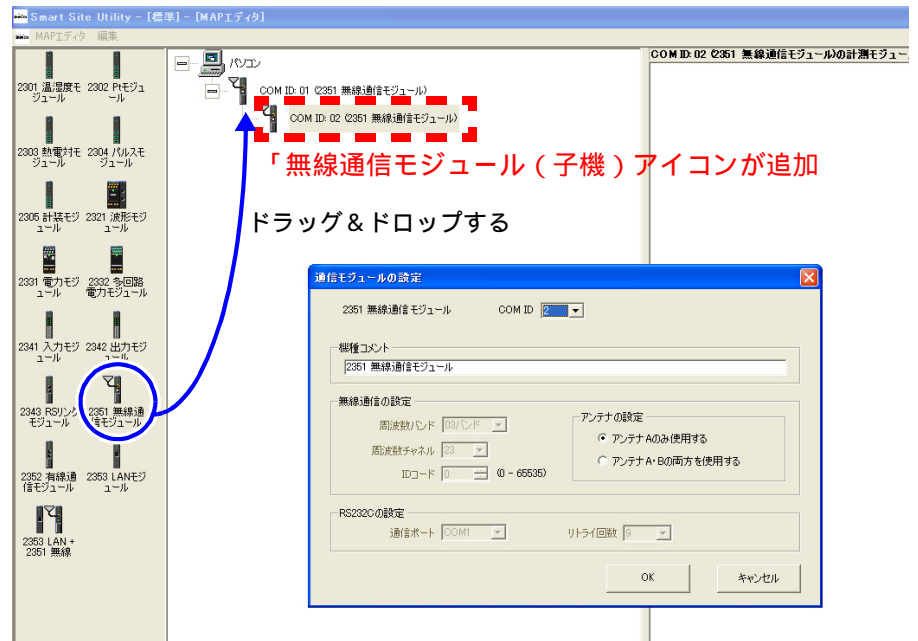 Smart Site Utility - [標準] - [MAPエディタ]
MAPエディタ 編集
2301 温湿度モ
ジュール
2302 Ptモジュ
ール
2303 熱電対モ
ジュール
2304 パルスモ
ジュール
2305 計装モジ
ュール
2321 波形モジ
ュール
2331 電力モジ
ュール
2332 多回路
電力モジュール
2341 入力モジ
ュール
2342 出力モジ
ュール
2343 RSリンク
モジュール
2351 無線通
信モジュール
2352 有線通
信モジュール
2353 LANモジ
ュール
2353 LAN +
2351 無線
パソコン
COM ID: 01 (2351 無線通信モジュール)
COM ID: 02 (2351 無線通信モジュール)
「無線通信モジュール(子機)アイコンが追加
ドラッグ&ドロップする
COM ID: 02 (2351 無線通信モジュール)の計測モジュー
通信モジュールの設定
2351 無線通信モジュール COM ID 2
機種コメント
2351 無線通信モジュール
無線通信の設定
周波数バンド 03バンド
周波数チャネル 23
IDコード 0 (0 - 65535)
アンテナの設定
アンテナAのみ使用する
アンテナA・Bの両方を使用する
RS232Cの設定
通信ポート COM1 リトライ回数 9
OK キャンセル